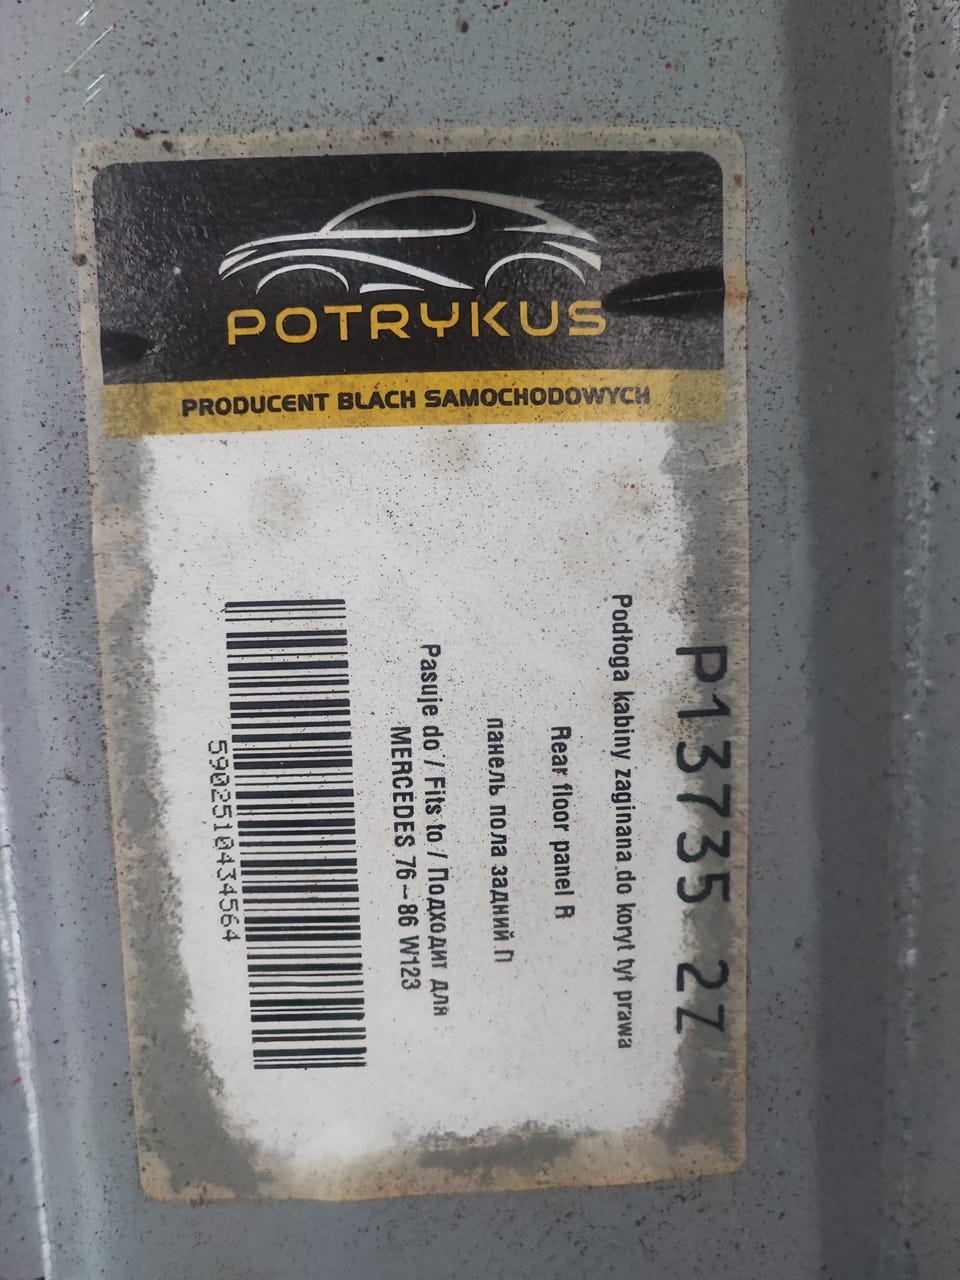 POTRYKUS
PRODUCENT BLACH SAMOCHODOWYCH
P13735 2Z
Podłoga kabiny zaginana do koryt tył prawa
Rear floor panel R
панель пола задний П
Pasuje do / Fits to / Подходит для
MERCEDES 76-86 W123
5902510434564